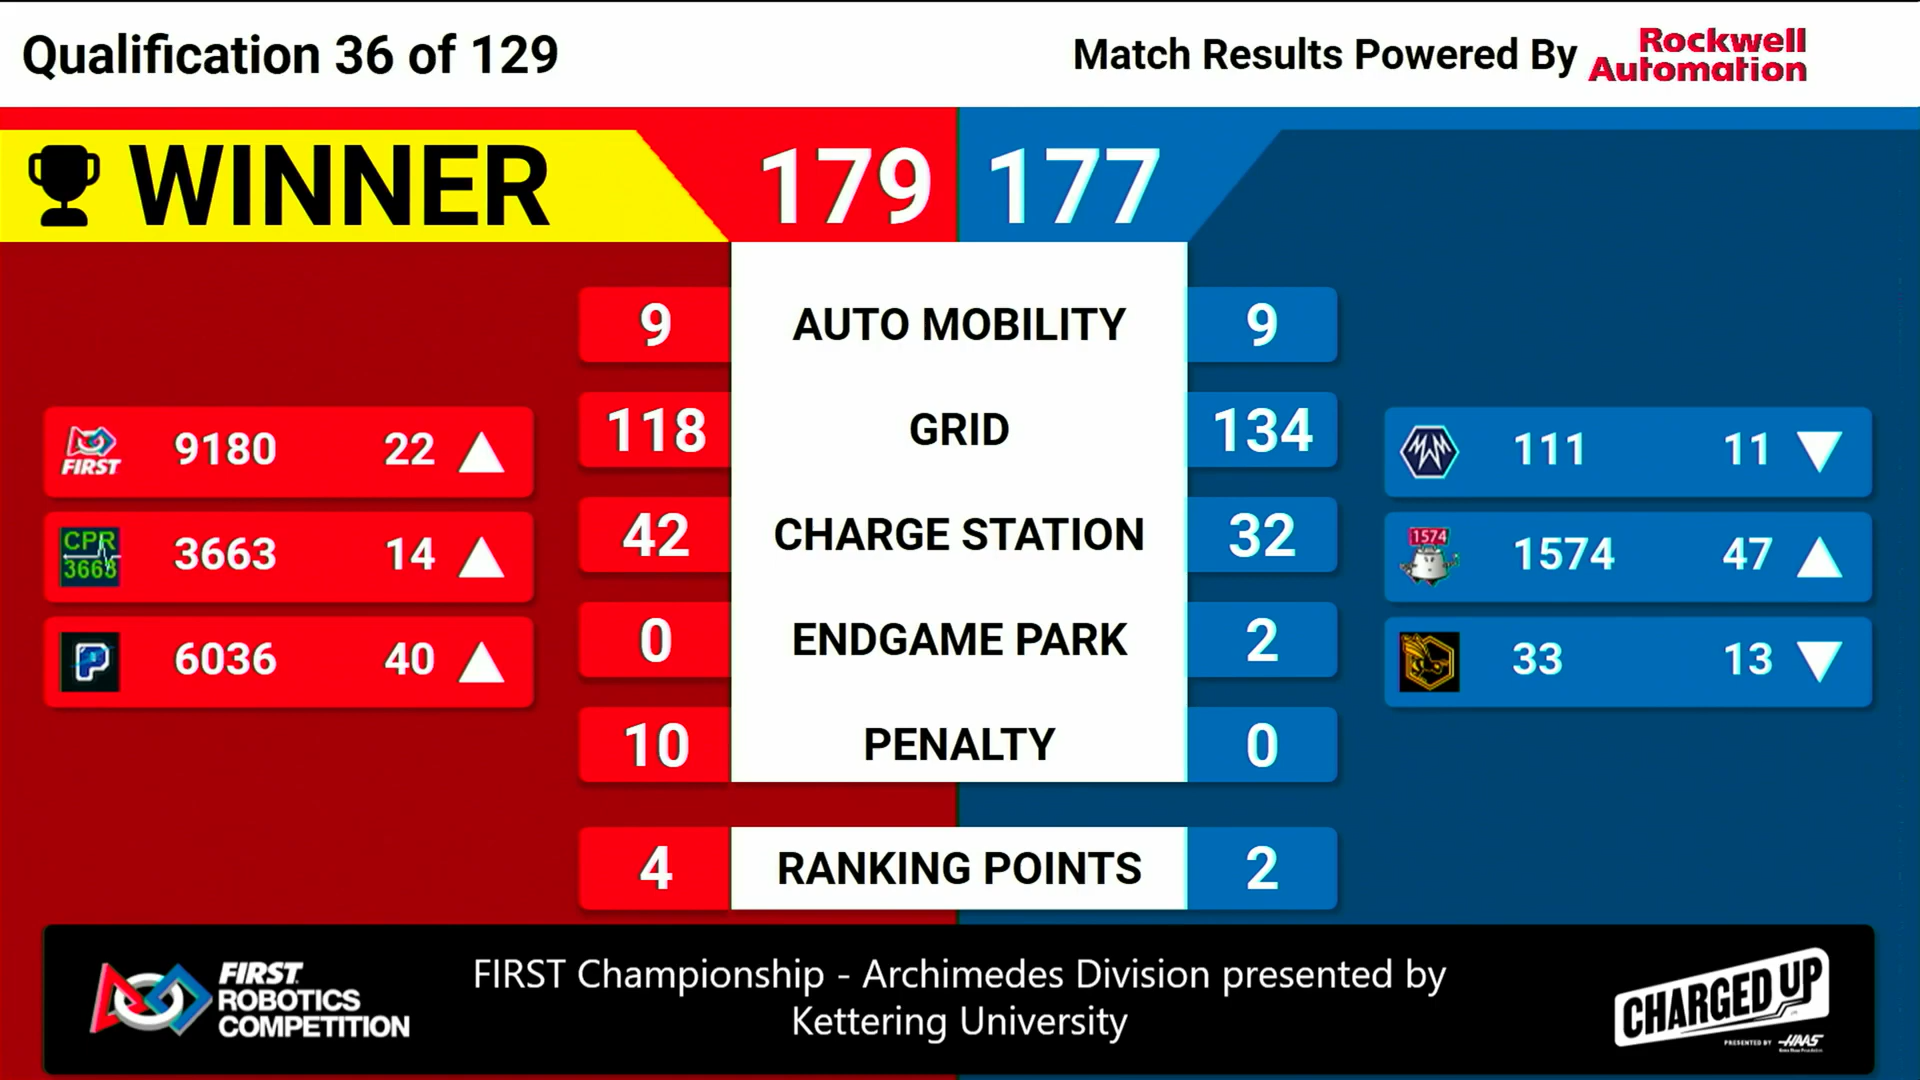 Qualification 36 of 129
Match Results Powered By
Rockwell
Automation
WINNER
179
177
9
AUTO MOBILITY
9
118
GRID
134
42
CHARGE STATION
32
0
ENDGAME PARK
2
10
PENALTY
0
4
RANKING POINTS
2
FIRST
9180
22
CPR
3663
3663
14
P
6036
40
111
11
1574
1574
47
33
13
FIRST
ROBOTICS
COMPETITION
FIRST Championship - Archimedes Division presented by
Kettering University
CHARGED UP
PRESENTED BY
HAAS